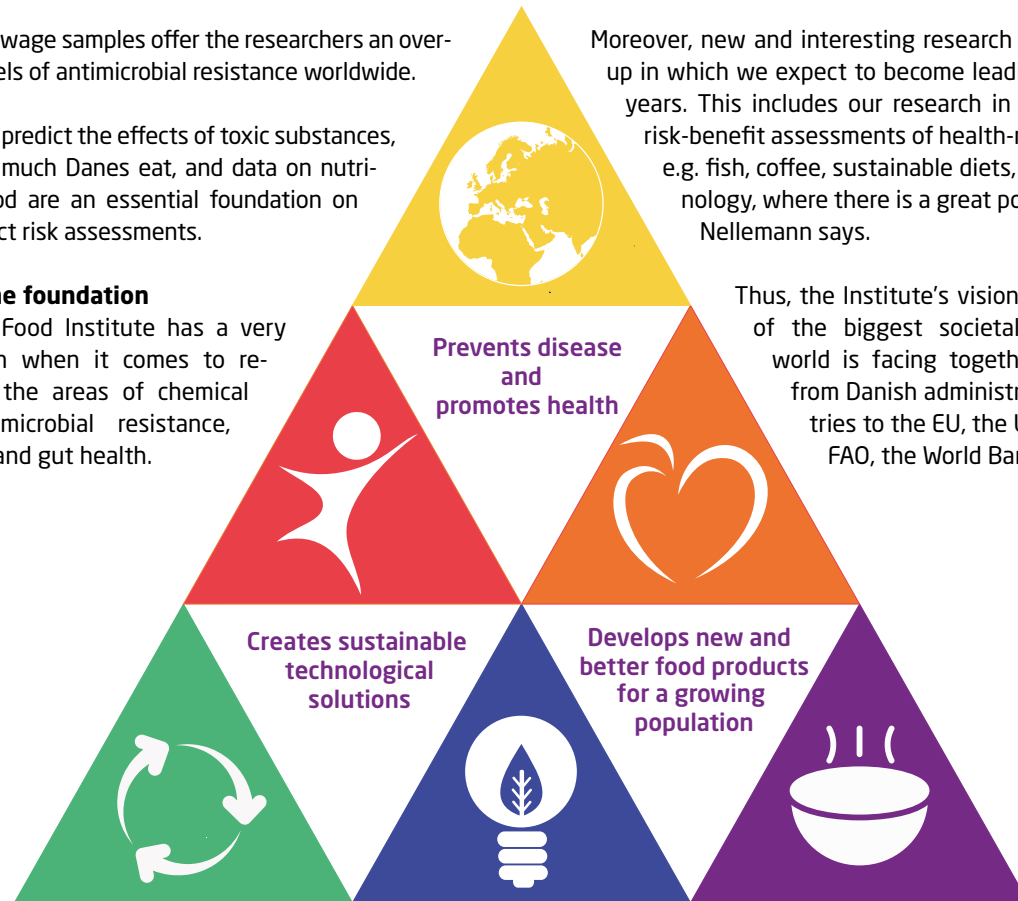 wage samples offer the researchers an over-
els of antimicrobial resistance worldwide.
predict the effects of toxic substances,
much Danes eat, and data on nutri-
od are an essential foundation on
ct risk assessments.
e foundation
Food Institute has a very
n when it comes to re-
the areas of chemical
microbial resistance,
and gut health.
Prevents disease
and
promotes health
Creates sustainable
technological
solutions
Develops new and
better food products
for a growing
population
Moreover, new and interesting research
up in which we expect to become leadi
years. This includes our research in
risk-benefit assessments of health-r
e.g. fish, coffee, sustainable diets,
nology, where there is a great po
Nellemann says.
Thus, the Institute's vision
of the biggest societal
world is facing togeth
from Danish administr
tries to the EU, the U
FAO, the World Ban